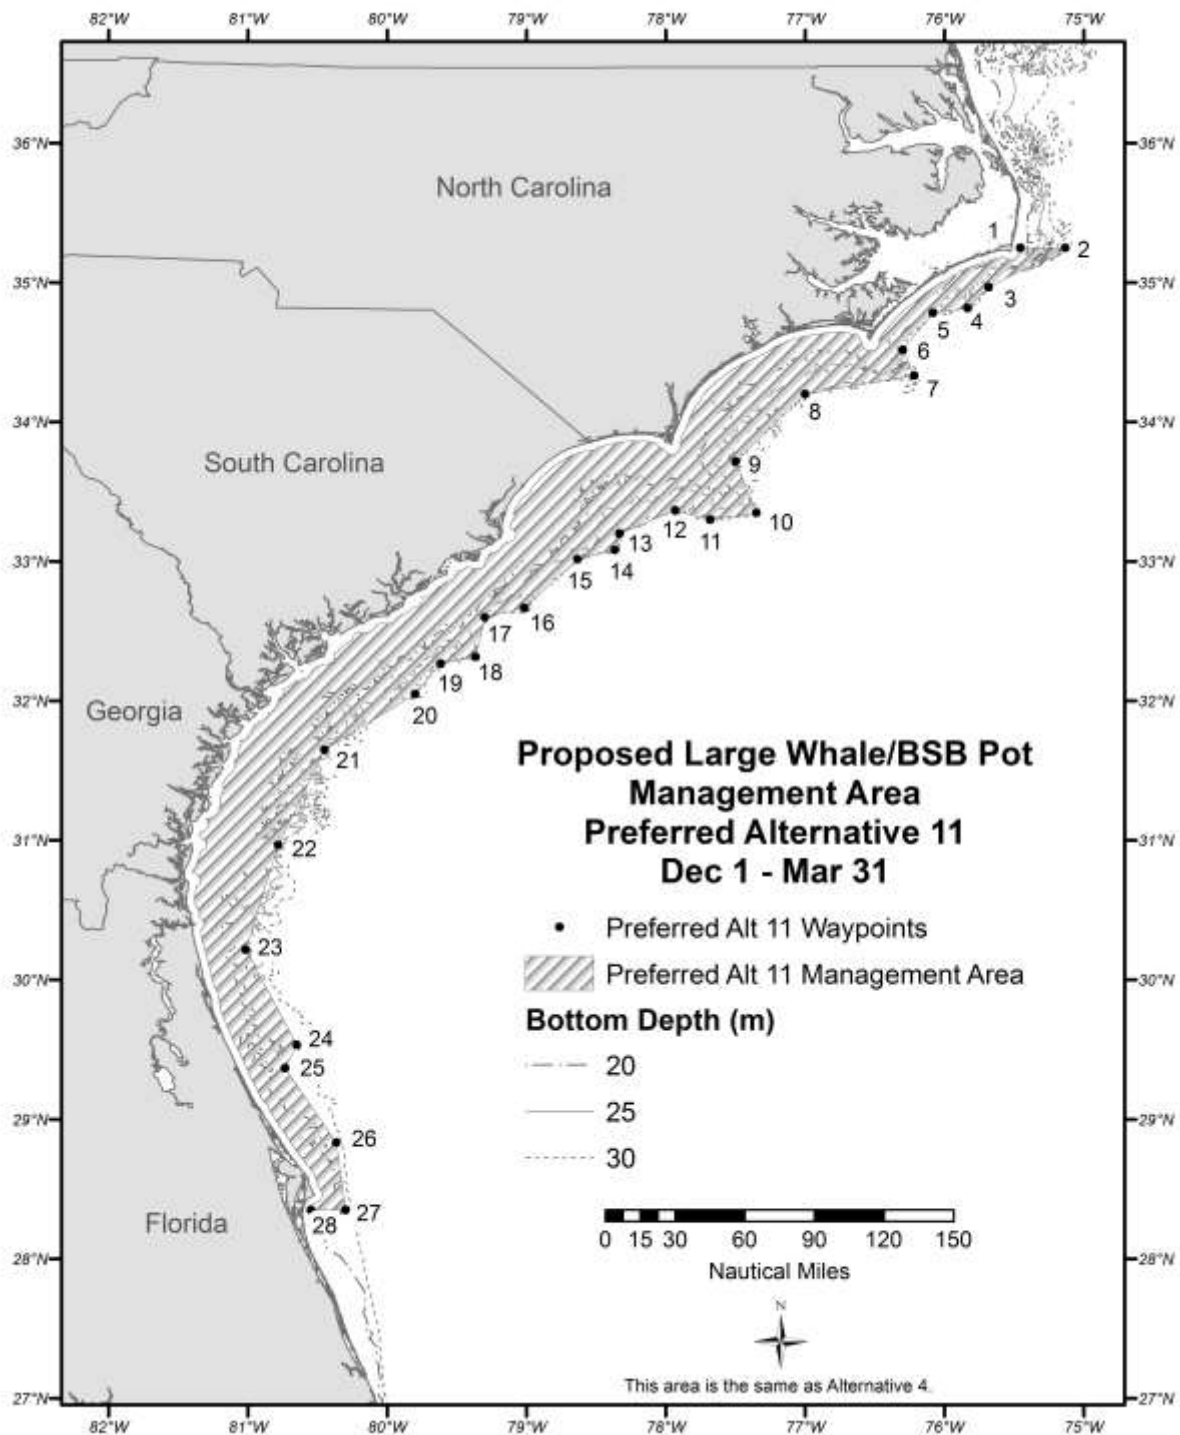 82°W 81°W 80°W 79°W 78°W 77°W 76°W 75°W
36°N 36°N
North Carolina
1
2
35°N 35°N
3
4
5
6
7
8
34°N 34°N
South Carolina
9
10
11
12
13
14
33°N 33°N
15
16
17
18
19
20
32°N 32°N
Georgia
21
Proposed Large Whale/BSB Pot
Management Area
Preferred Alternative 11
Dec 1 - Mar 31
31°N 31°N
22
Preferred Alt 11 Waypoints
23
Preferred Alt 11 Management Area
30°N 30°N
Bottom Depth (m)
24
25
20
25
29°N 29°N
26
30
27
28
Florida
0 15 30 60 90 120 150
Nautical Miles
28°N 28°N
N
This area is the same as Alternative 4.
27°N 27°N
82°W 81°W 80°W 79°W 78°W 77°W 76°W 75°W